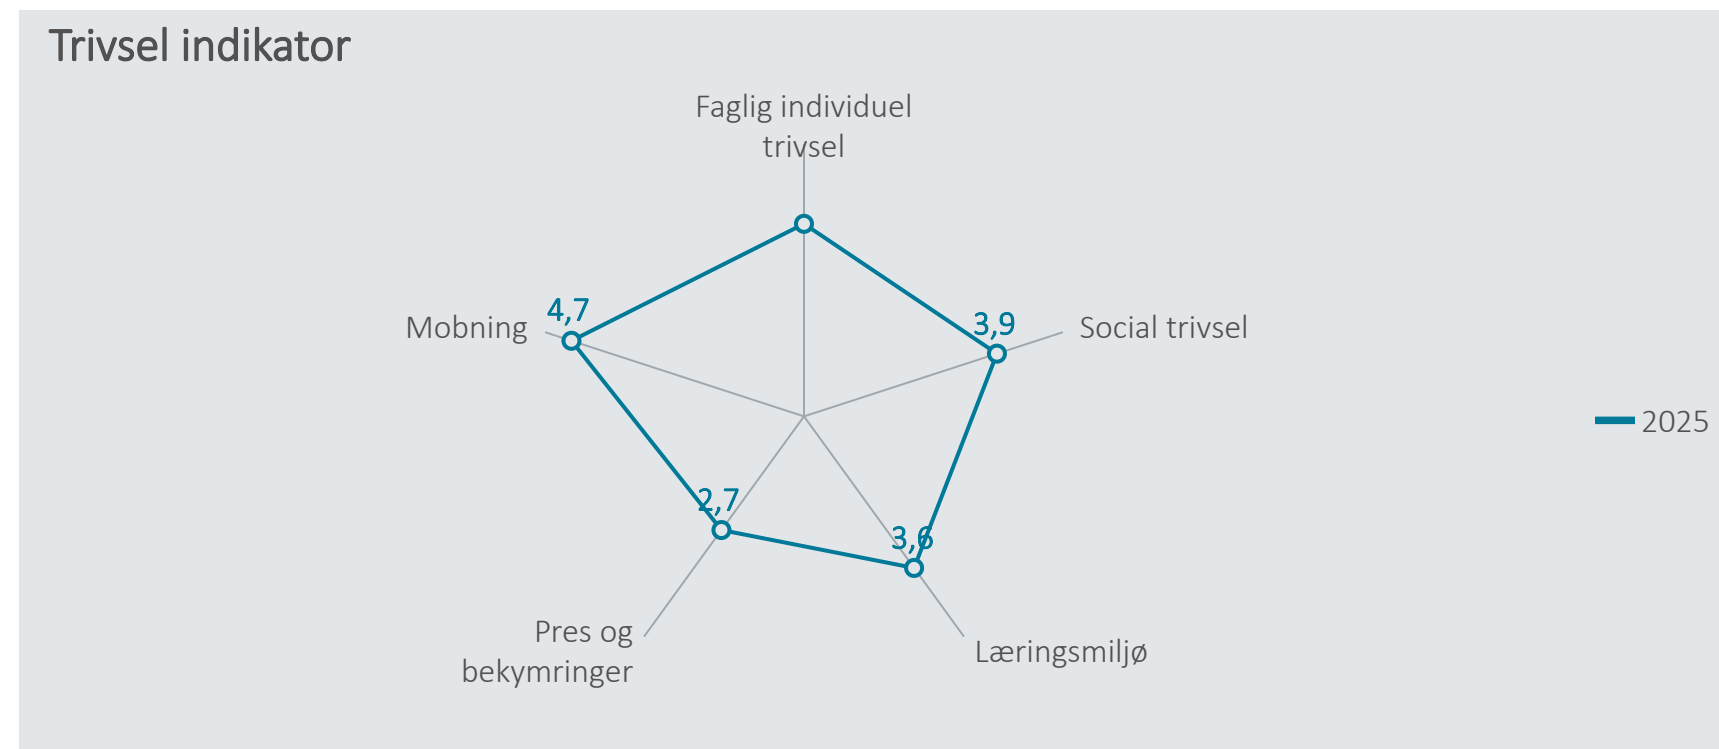 Trivsel indikator
Faglig individuel
trivsel
4,7
Mobning
3,9
Social trivsel
2025
2,7
3,6
Pres og
bekymringer
Læringsmiljø